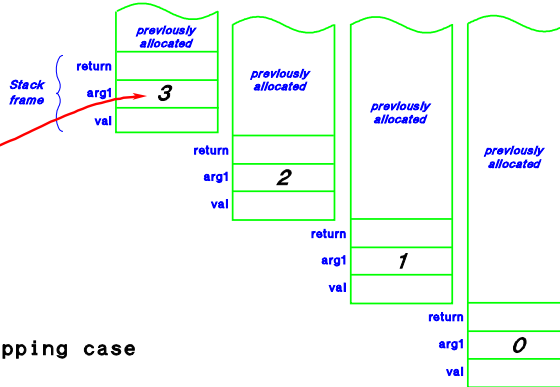 previously
allocated
Stack
frame
return
arg1
3
val
previously
allocated
return
arg1
2
val
previously
allocated
return
arg1
1
val
previously
allocated
return
arg1
0
val
pping case